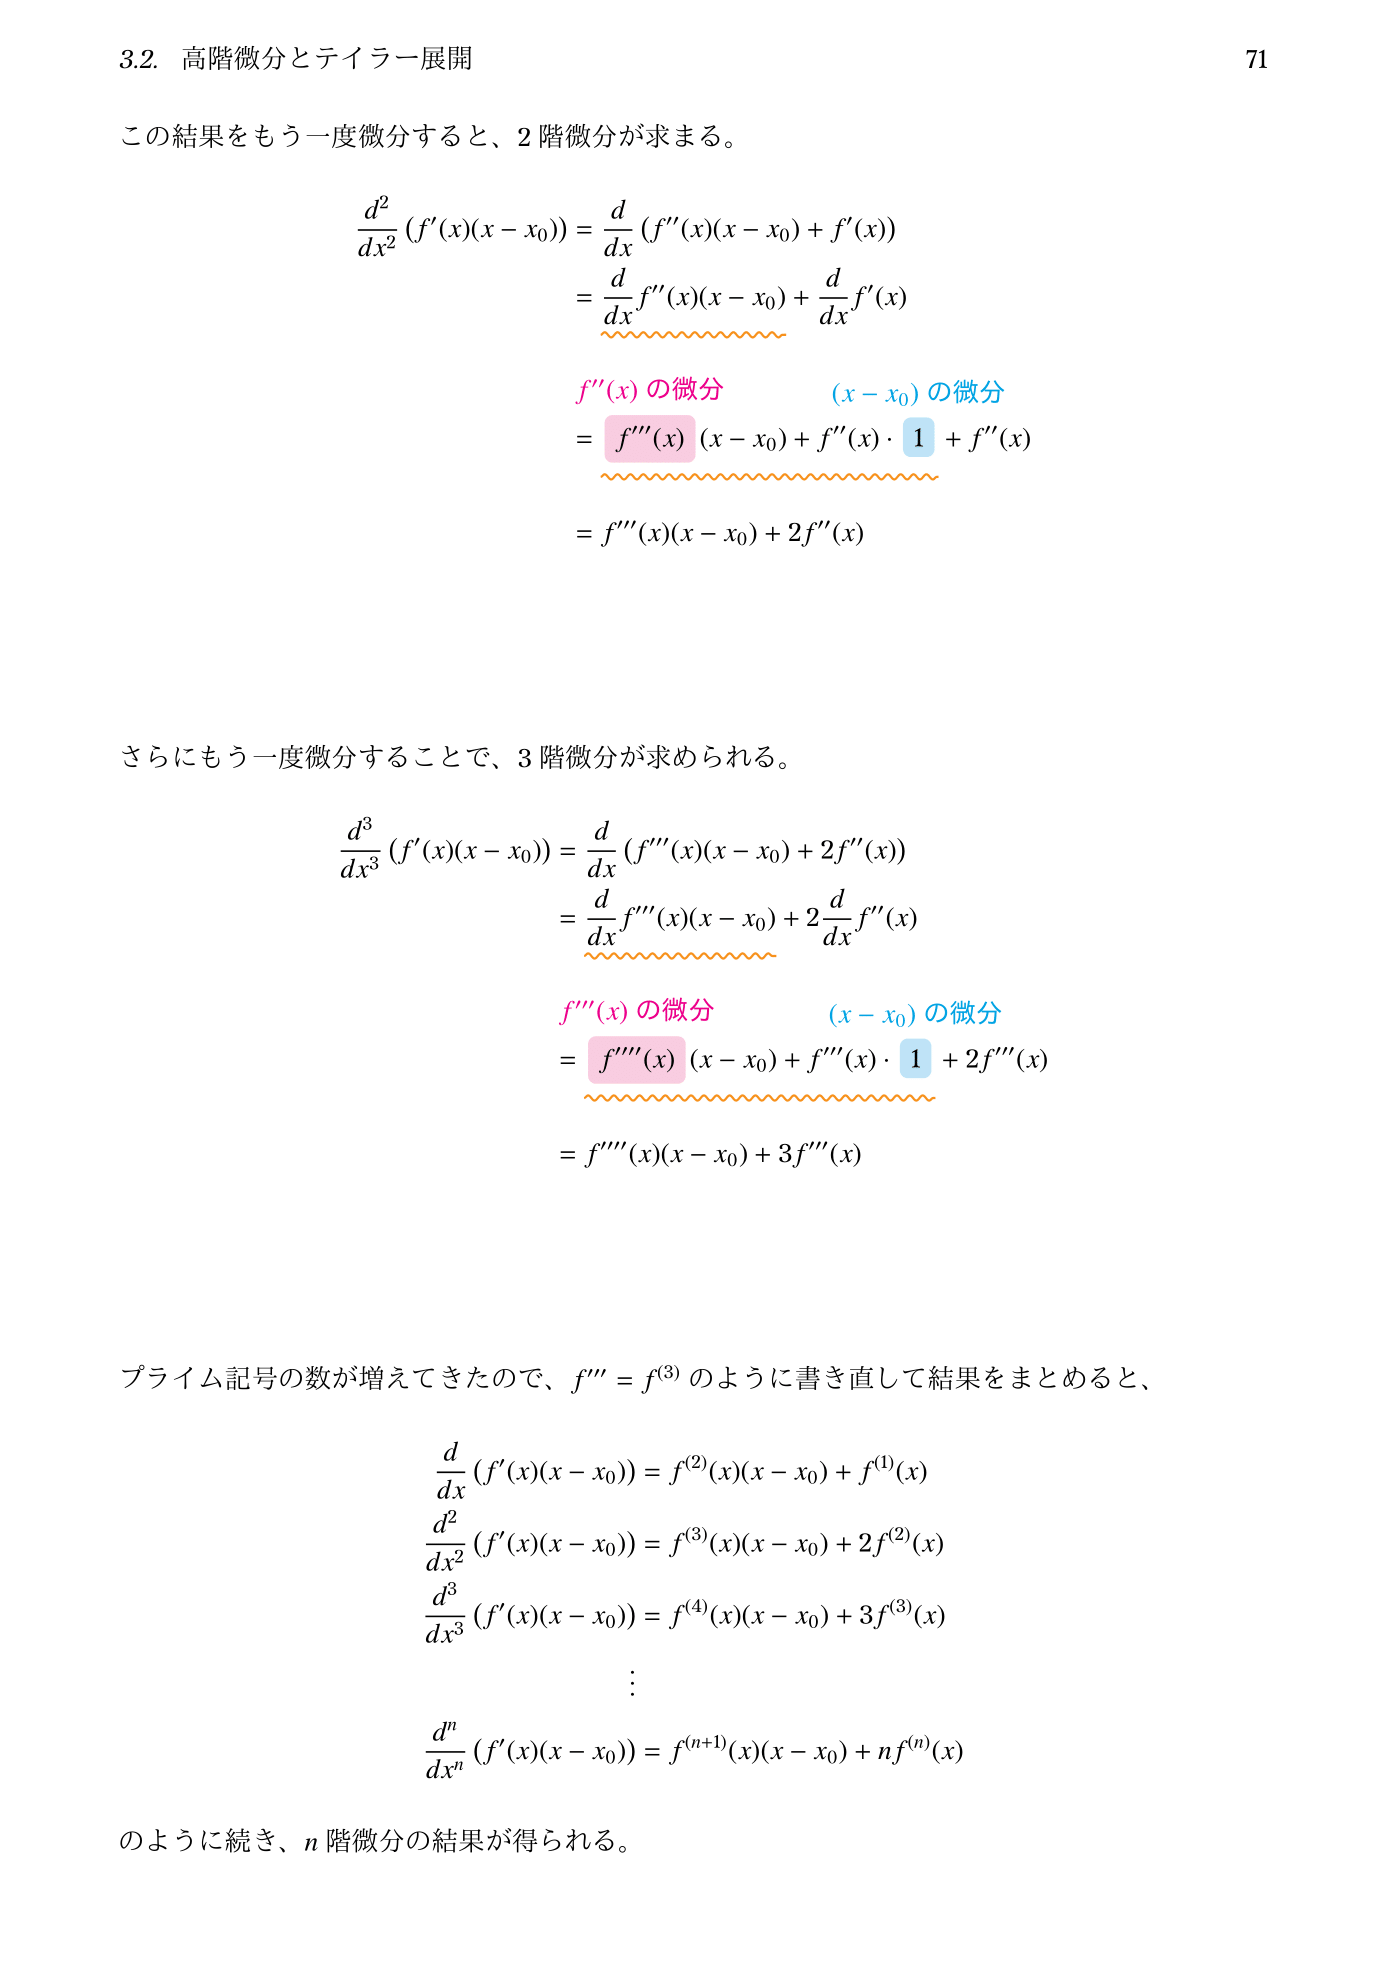 3.2. 高階微分とテイラー展開 71
この結果をもう一度微分すると、2 階微分が求まる。
\frac{d^2}{dx^2} (f′(x)(x − x_0)) = \frac{d}{dx} (f″(x)(x − x_0) + f′(x))
= \frac{d}{dx} f″(x)(x − x_0) + \frac{d}{dx} f′(x)
f″(x) の微分 (x − x_0) の微分
= f‴(x) (x − x_0) + f″(x) · 1 + f″(x)
= f‴(x)(x − x_0) + 2f″(x)
さらにもう一度微分することで、3 階微分が求められる。
\frac{d^3}{dx^3} (f′(x)(x − x_0)) = \frac{d}{dx} (f‴(x)(x − x_0) + 2f″(x))
= \frac{d}{dx} f‴(x)(x − x_0) + 2\frac{d}{dx} f″(x)
f‴(x) の微分 (x − x_0) の微分
= f⁗(x) (x − x_0) + f‴(x) · 1 + 2f‴(x)
= f⁗(x)(x − x_0) + 3f‴(x)
プライム記号の数が増えてきたので、f‴ = f^{(3)} のように書き直して結果をまとめると、
\frac{d}{dx} (f′(x)(x − x_0)) = f^{(2)}(x)(x − x_0) + f^{(1)}(x)
\frac{d^2}{dx^2} (f′(x)(x − x_0)) = f^{(3)}(x)(x − x_0) + 2f^{(2)}(x)
\frac{d^3}{dx^3} (f′(x)(x − x_0)) = f^{(4)}(x)(x − x_0) + 3f^{(3)}(x)
⋮
\frac{d^n}{dx^n} (f′(x)(x − x_0)) = f^{(n+1)}(x)(x − x_0) + nf^{(n)}(x)
のように続き、n 階微分の結果が得られる。